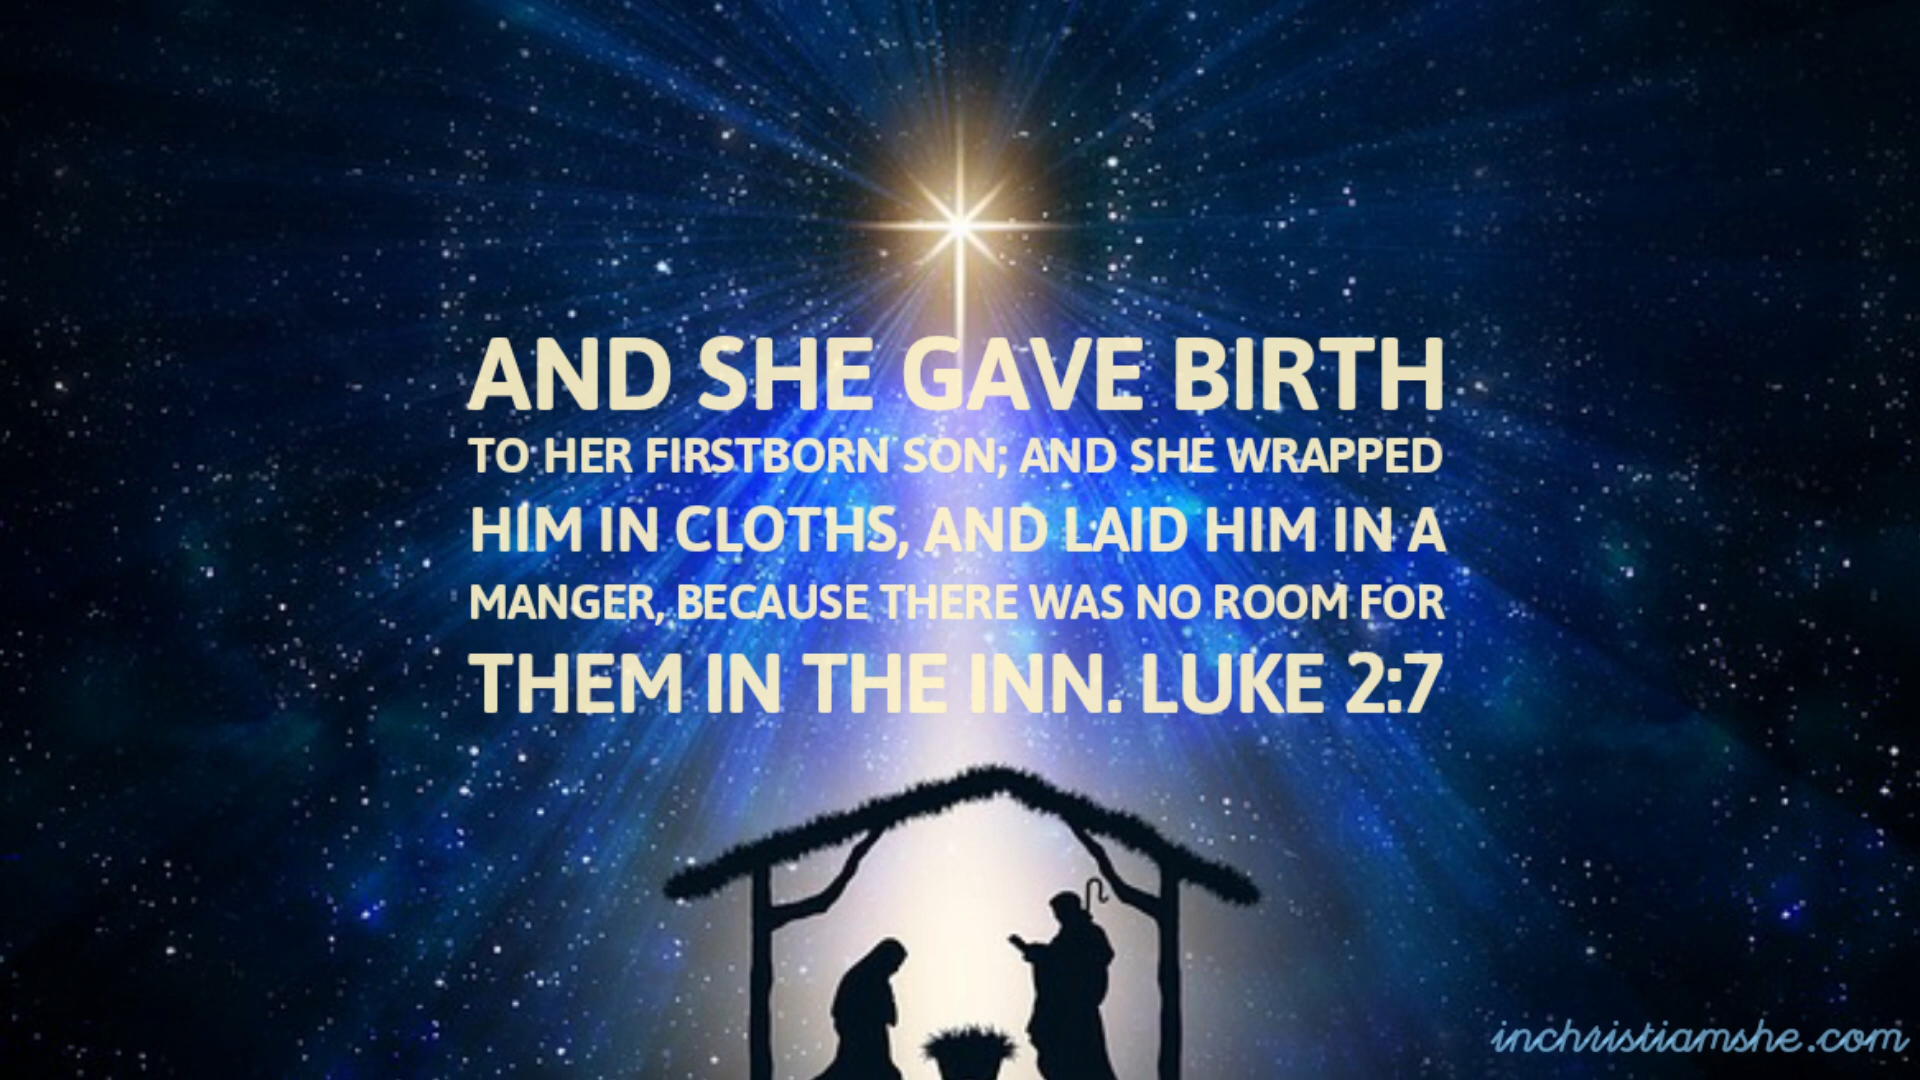 AND SHE GAVE BIRTH
TO HER FIRSTBORN SON; AND SHE WRAPPED
HIM IN CLOTHS, AND LAID HIM IN A
MANGER, BECAUSE THERE WAS NO ROOM FOR
THEM IN THE INN. LUKE 2:7
inchristiamshe.com